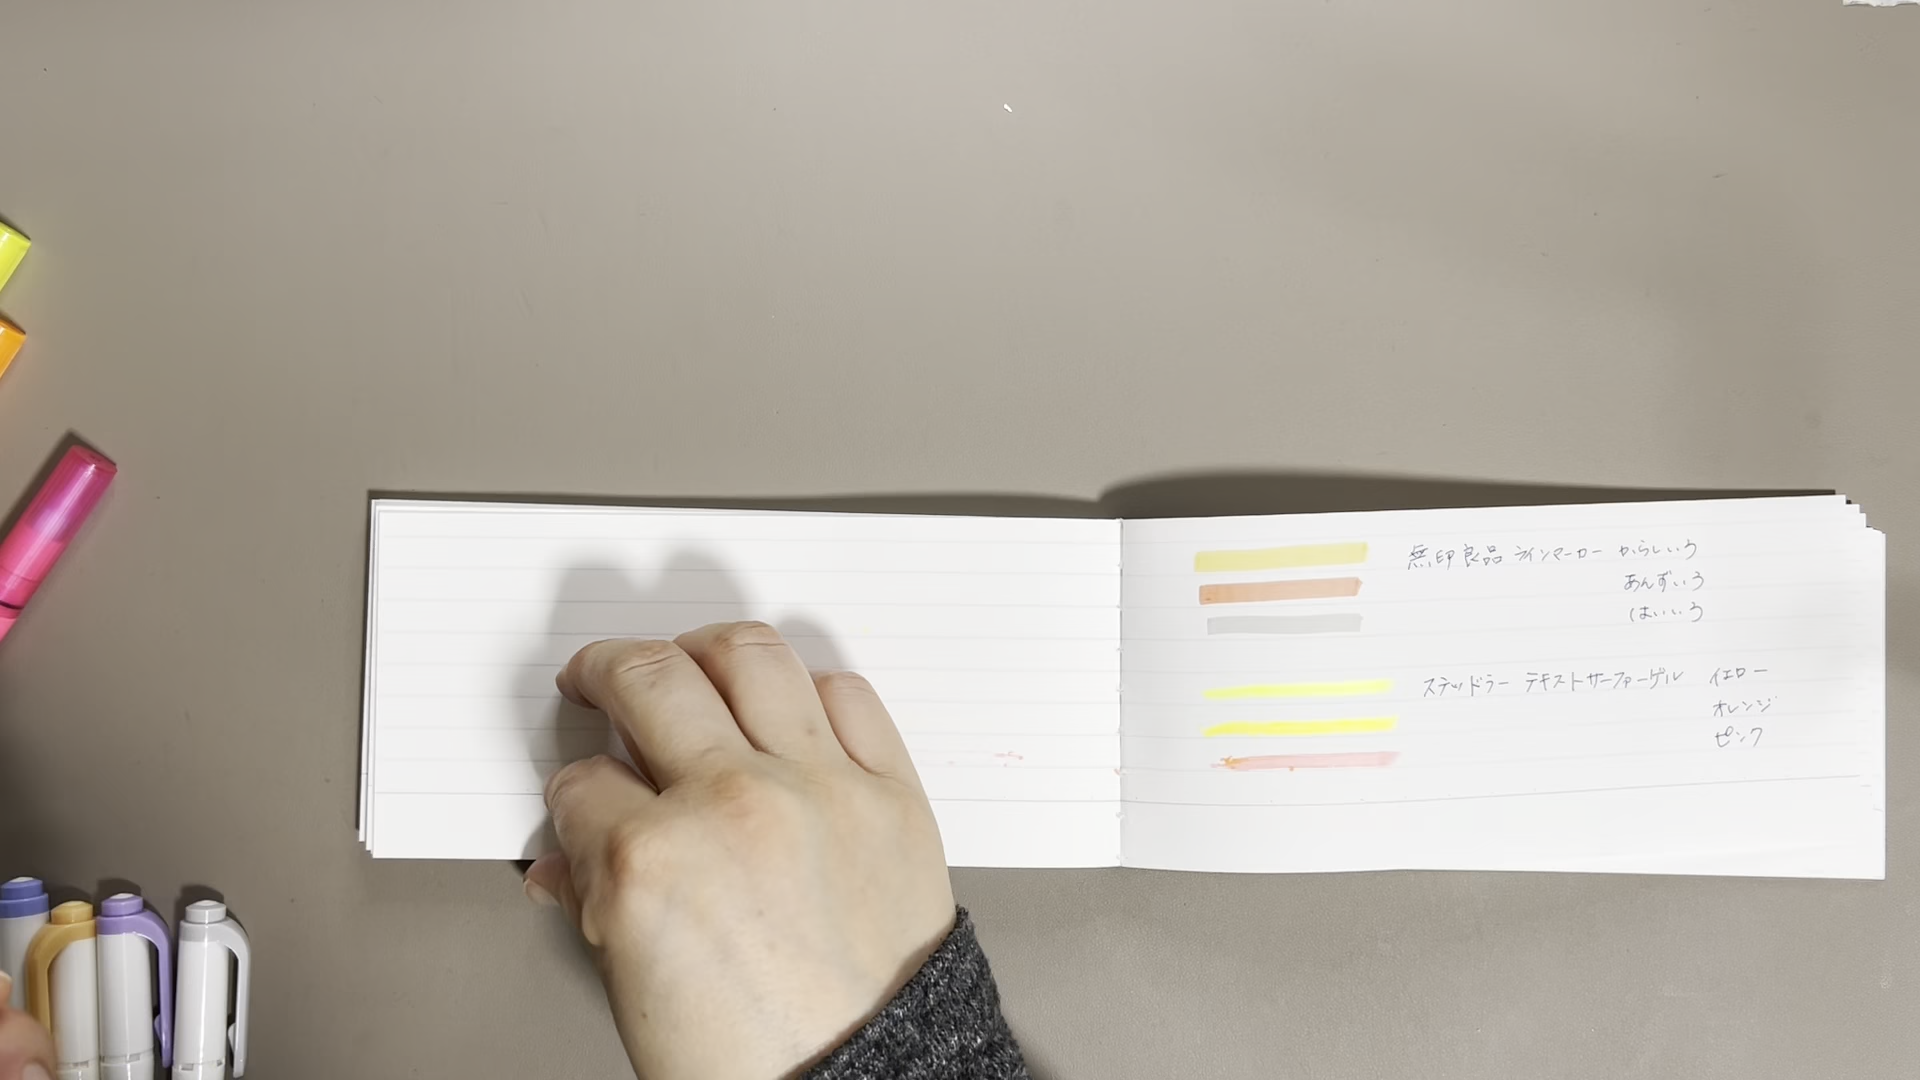 無印良品 ラインマーカー からしいろ
あんずいろ
はいいろ
ステッドラー テキストサーファーゲル イエロー
オレンジ
ピンク